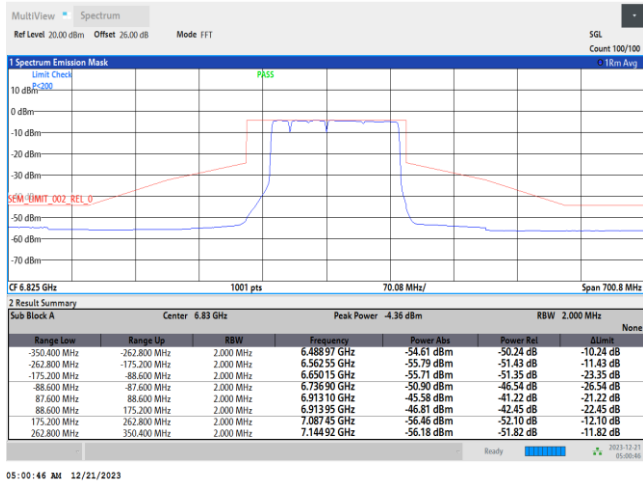 MultiView Spectrum
Ref Level 20.00 dBm Offset 26.00 dB Mode FFT SGL
Count 100/100
1 Spectrum Emission Mask 1Rm Avg
Limit Check PASS
P<200
10 dBm
0 dBm
-10 dBm
-20 dBm
-30 dBm
SEM_LIMIT_002_REL_0
-50 dBm
-60 dBm
-70 dBm
CF 6.825 GHz 1001 pts 70.08 MHz/ Span 700.8 MHz
2 Result Summary
Sub Block A Center 6.83 GHz Peak Power -4.36 dBm RBW 2.000 MHz
None
Range Low Range Up RBW Frequency Power Abs Power Rel ΔLimit
-350.400 MHz -262.800 MHz 2.000 MHz 6.48897 GHz -54.61 dBm -50.24 dB -10.24 dB
-262.800 MHz -175.200 MHz 2.000 MHz 6.56255 GHz -55.79 dBm -51.43 dB -11.43 dB
-175.200 MHz -88.600 MHz 2.000 MHz 6.65015 GHz -55.71 dBm -51.35 dB -23.35 dB
-88.600 MHz -87.600 MHz 2.000 MHz 6.73690 GHz -50.90 dBm -46.54 dB -26.54 dB
87.600 MHz 88.600 MHz 2.000 MHz 6.91310 GHz -45.58 dBm -41.22 dB -21.22 dB
88.600 MHz 175.200 MHz 2.000 MHz 6.91395 GHz -46.81 dBm -42.45 dB -22.45 dB
175.200 MHz 262.800 MHz 2.000 MHz 7.08745 GHz -56.46 dBm -52.10 dB -12.10 dB
262.800 MHz 350.400 MHz 2.000 MHz 7.14492 GHz -56.18 dBm -51.82 dB -11.82 dB
Ready 2023-12-21
05:00:46
05:00:46 AM 12/21/2023